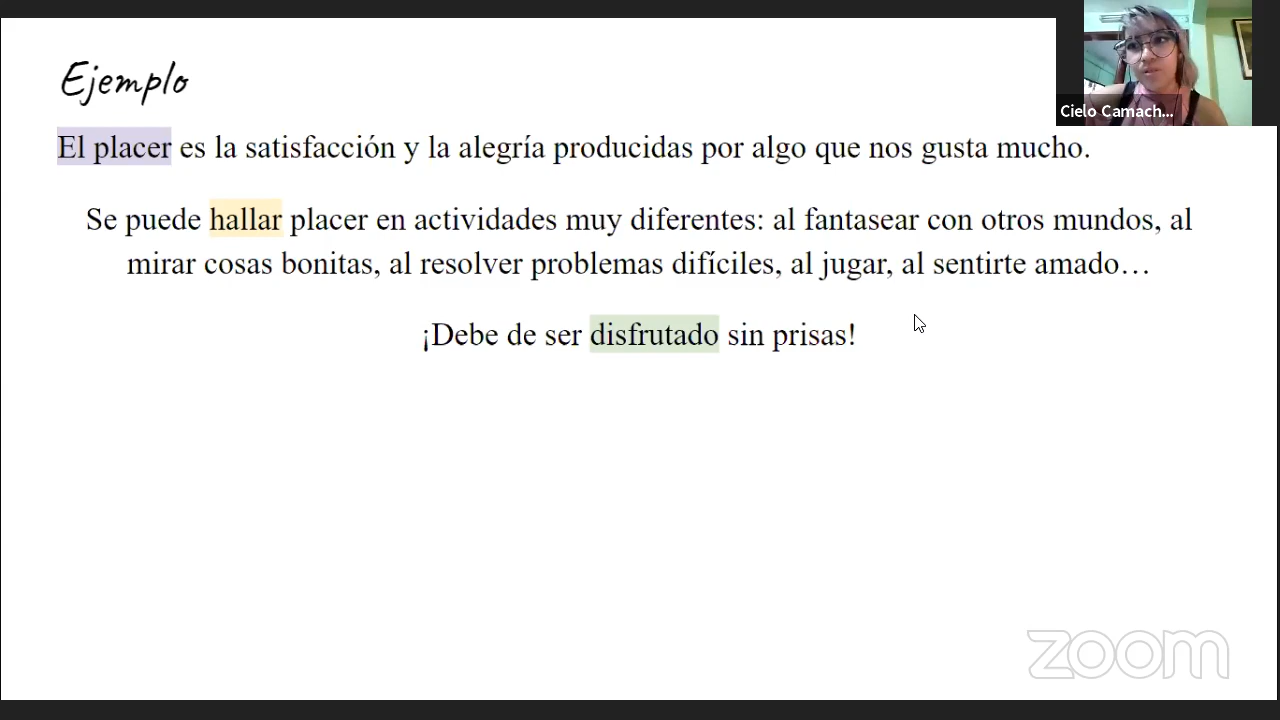 Ejemplo
Cielo Camach...
El placer es la satisfacción y la alegría producidas por algo que nos gusta mucho.
Se puede hallar placer en actividades muy diferentes: al fantasear con otros mundos, al
mirar cosas bonitas, al resolver problemas difíciles, al jugar, al sentirte amado…
¡Debe de ser disfrutado sin prisas!
zoom